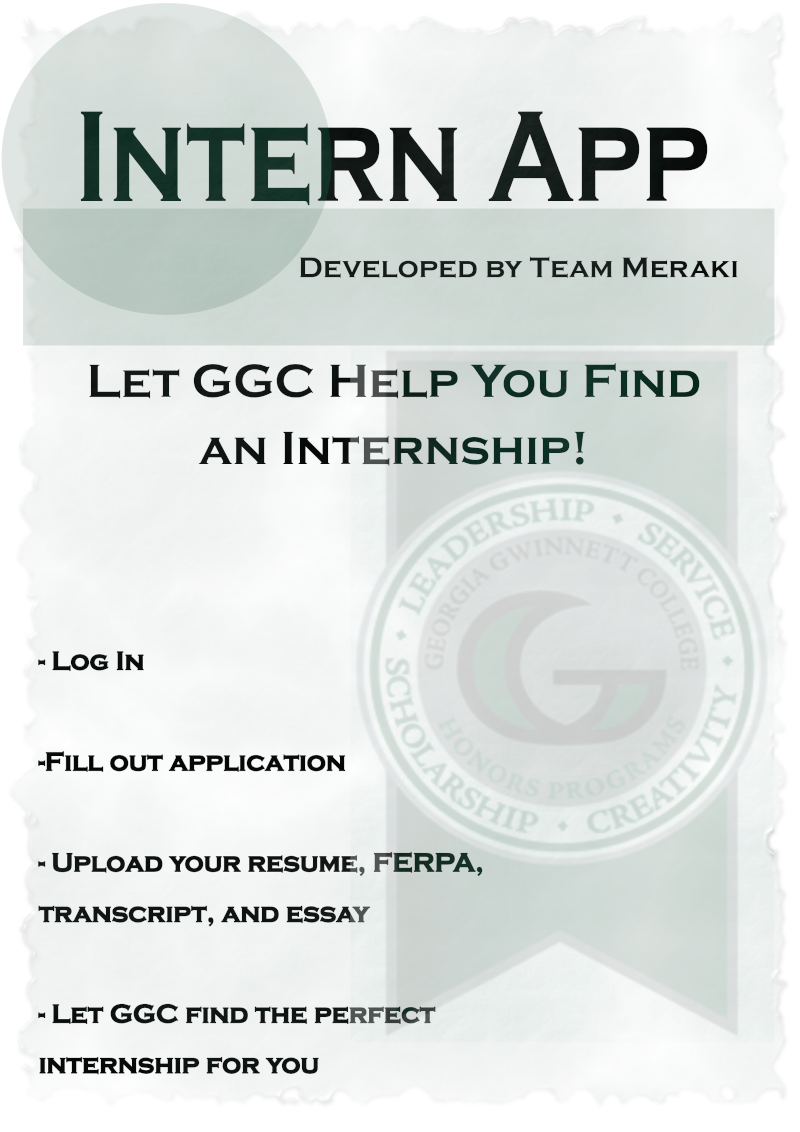 Intern App
Developed by Team Meraki
Let GGC Help You Find
an Internship!
LEADERSHIP • SERVICE
SCHOLARSHIP • CREATIVITY
GEORGIA GWINNETT COLLEGE
G
HONORS PROGRAMS
- Log In
-Fill out application
- Upload your resume, FERPA,
transcript, and essay
- Let GGC find the perfect
internship for you